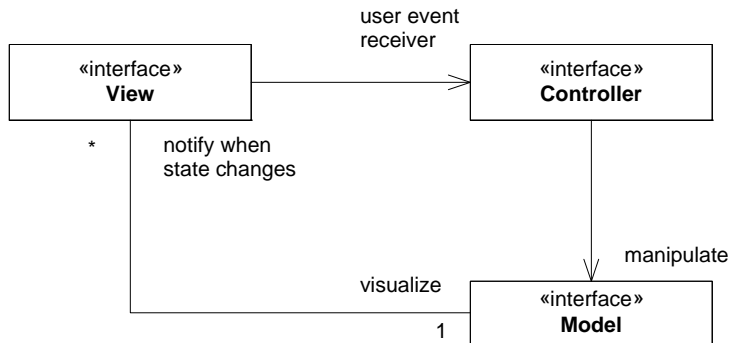 user event
receiver
«interface»
View
«interface»
Controller
*
notify when
state changes
manipulate
visualize
1
«interface»
Model